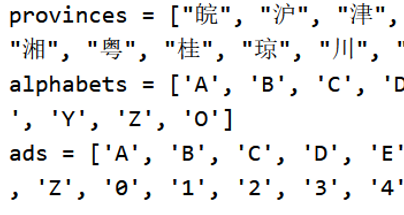 provinces = ["皖", "沪", "津",
"湘", "粤", "桂", "琼", "川", "
alphabets = ['A', 'B', 'C', 'D
', 'Y', 'Z', 'O']
ads = ['A', 'B', 'C', 'D', 'E'
, 'Z', '0', '1', '2', '3', '4'